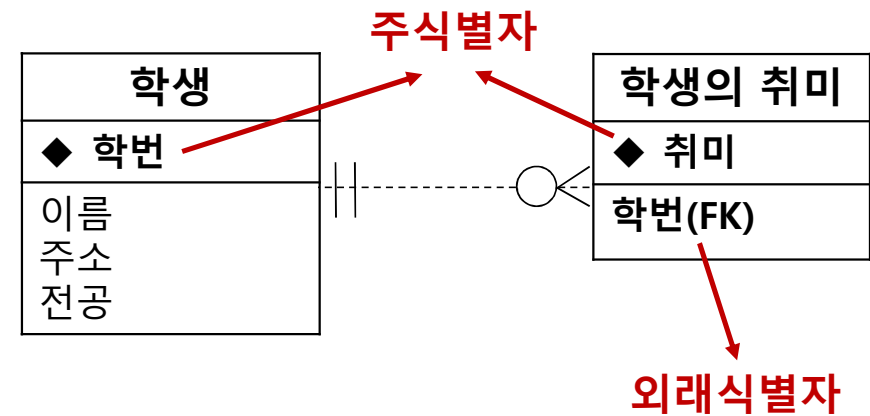 주식별자
학생
◆ 학번
이름
주소
전공
학생의 취미
◆ 취미
학번(FK)
외래식별자